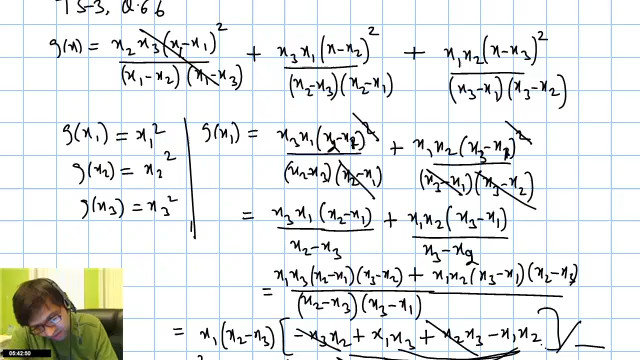 TS-3, Q.66
g(x) = x₂x₃(x-x₁)²/(x₁-x₂)(x₁-x₃) + x₃x₁(x-x₂)²/(x₂-x₃)(x₂-x₁) + x₁x₂(x-x₃)²/(x₃-x₁)(x₃-x₂)
g(x₁) = x₁² | g(x₁) = x₃x₁(x₂-x₁)²/(x₂-x₃)(x₂-x₁) + x₁x₂(x₃-x₁)²/(x₃-x₁)(x₃-x₂)
g(x₂) = x₂²
g(x₃) = x₃²
= x₃x₁(x₂-x₁)/x₂-x₃ + x₁x₂(x₃-x₁)/x₃-x₂
= x₁x₃(x₂-x₁)(x₃-x₂) + x₁x₂(x₃-x₁)(x₂-x₃)/(x₂-x₃)(x₃-x₁)
= x₁(x₂-x₃)[-x₃x₂ + x₁x₃ + x₂x₃ - x₁x₂]
05:42:50